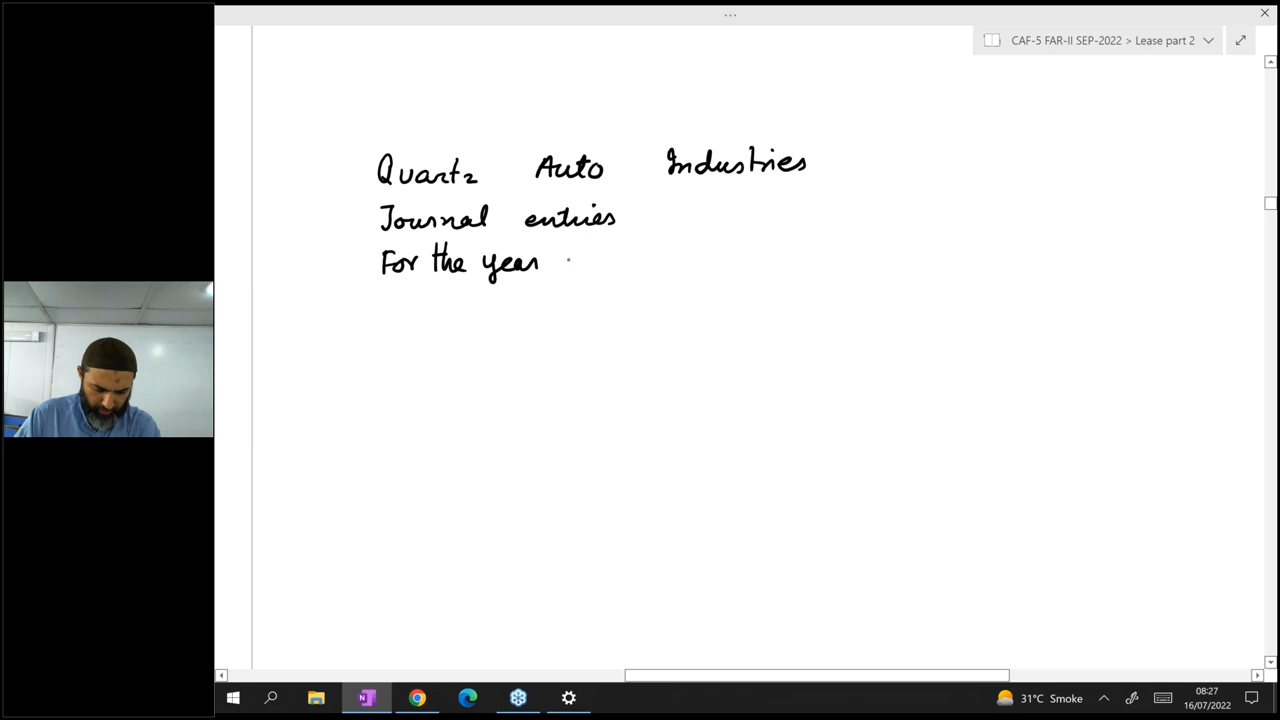 CAF-5 FAR-II SEP-2022 > Lease part 2
Quartz Auto Industries
Journal entries
For the year
31°C Smoke
08:27
16/07/2022